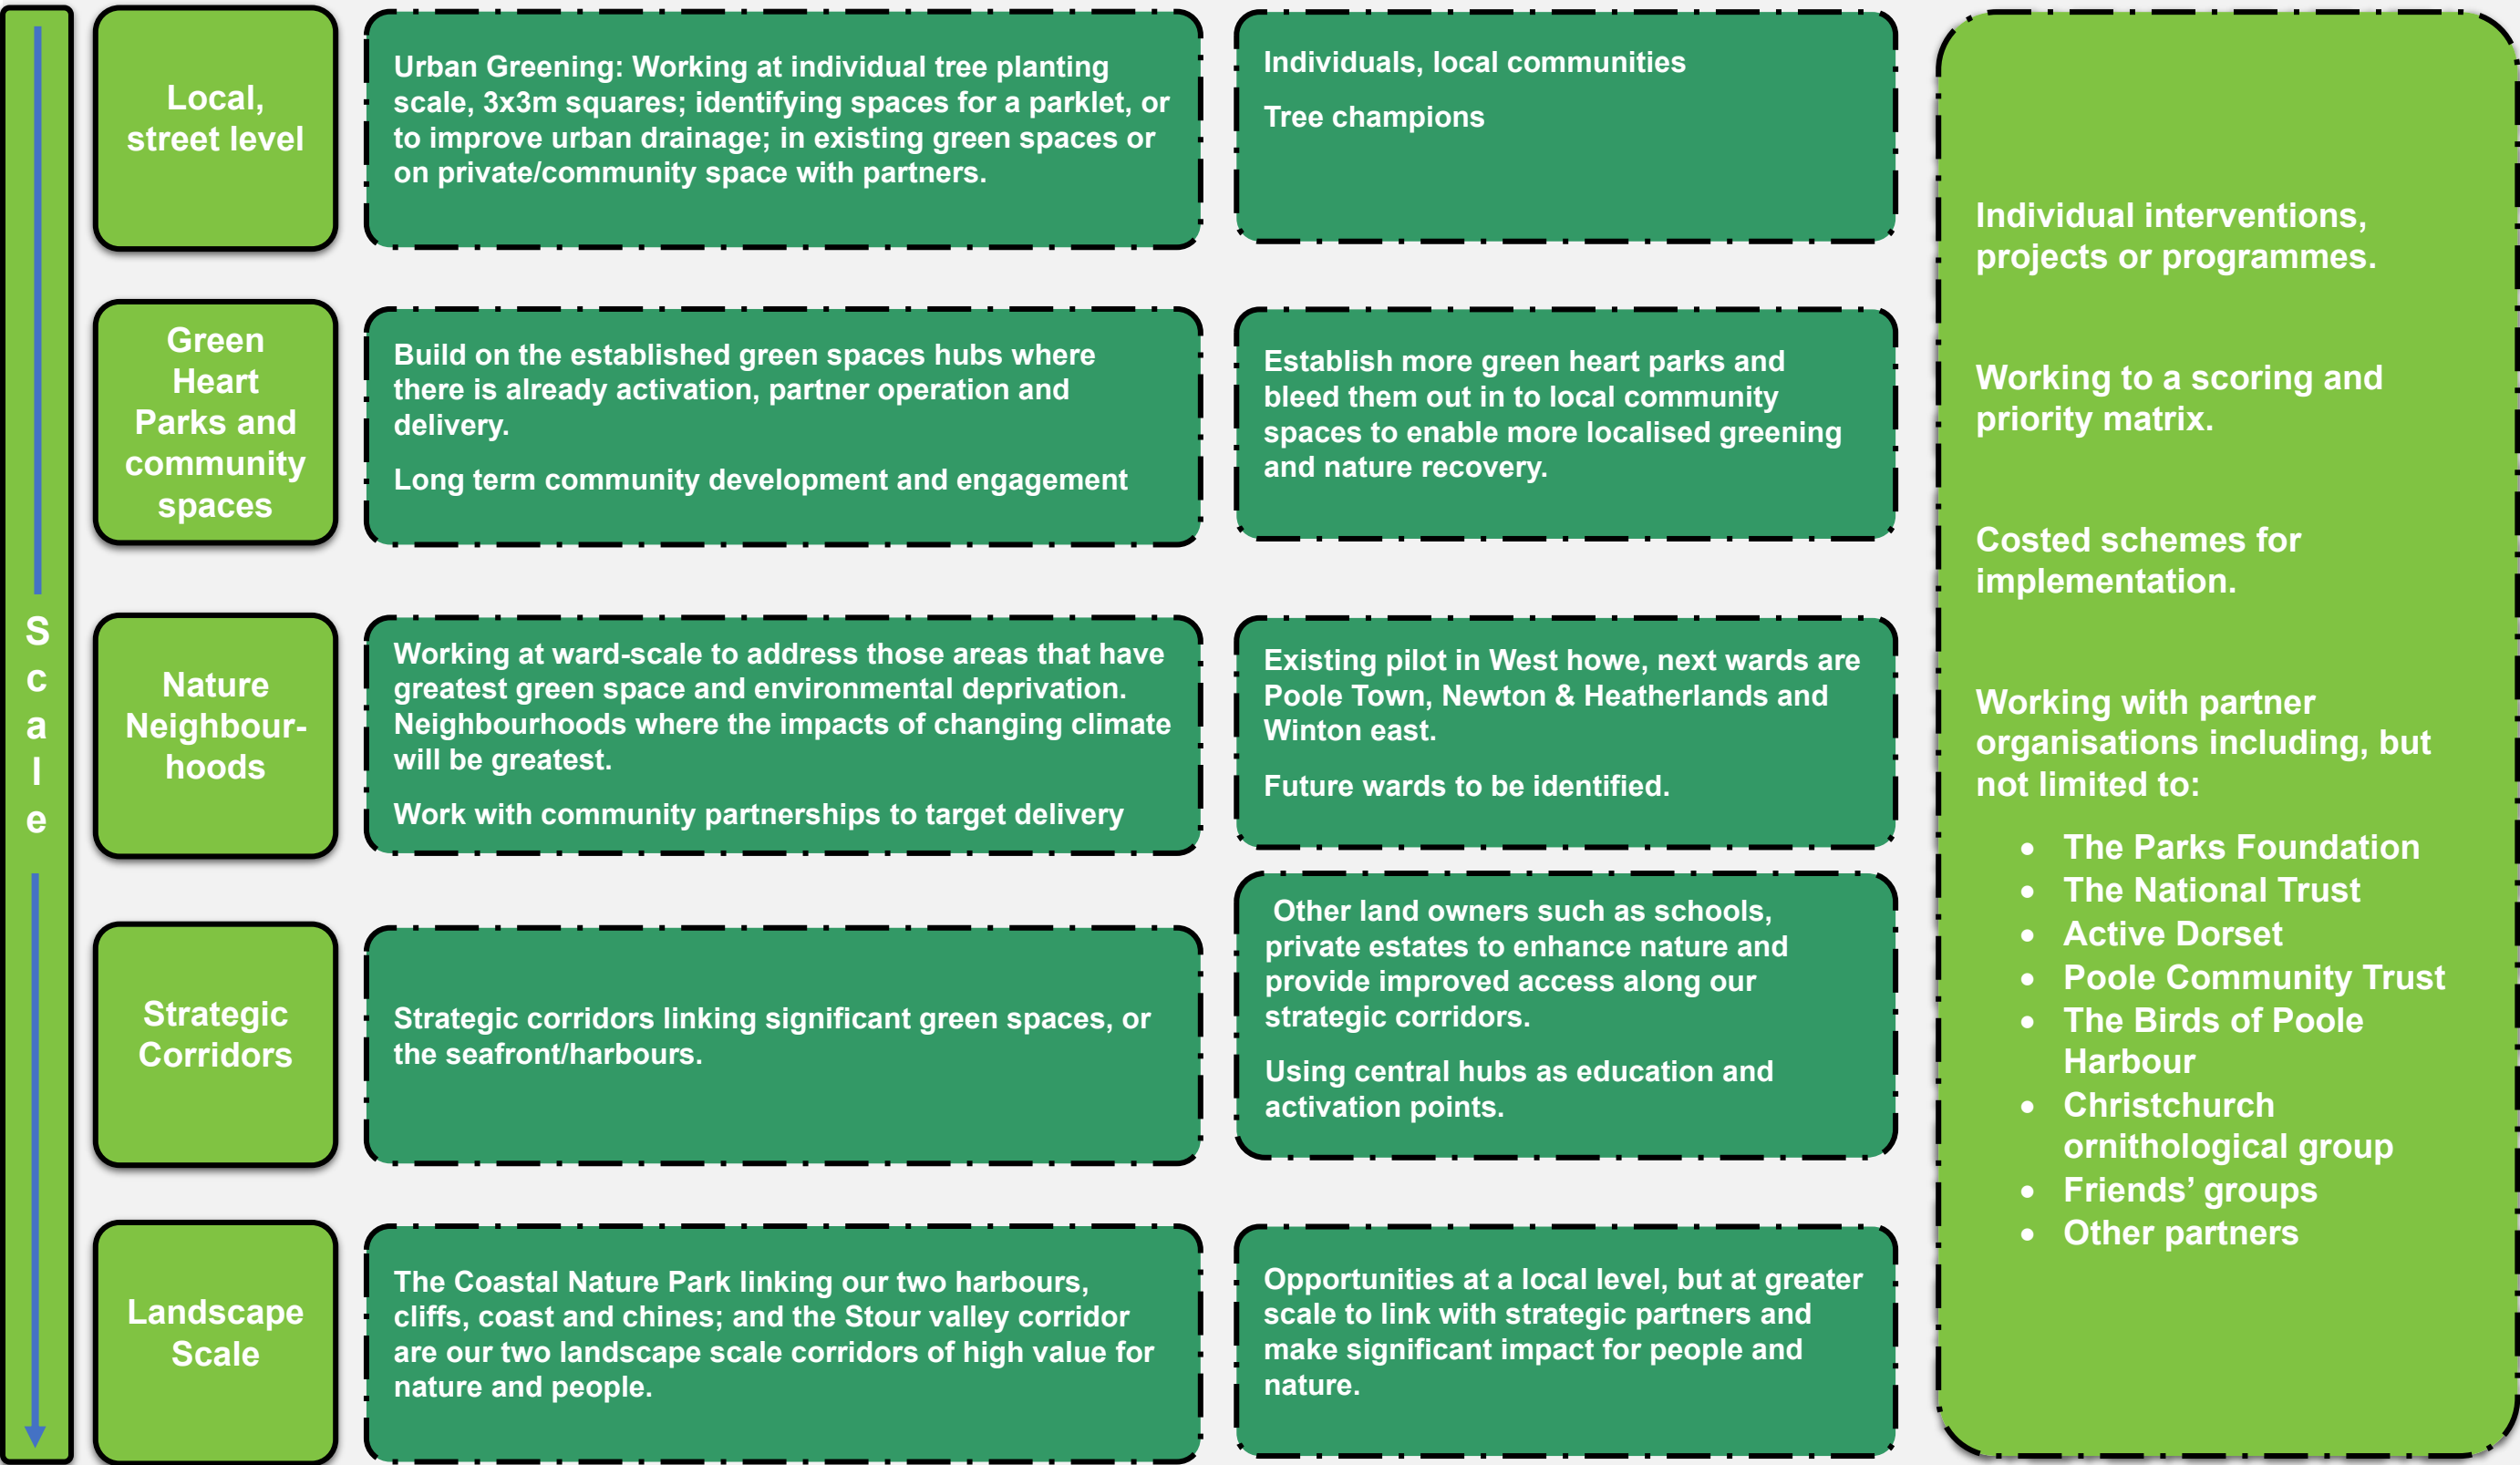 S
c
a
l
e
Local,
street level
Urban Greening: Working at individual tree planting
scale, 3x3m squares; identifying spaces for a parklet, or
to improve urban drainage; in existing green spaces or
on private/community space with partners.
Individuals, local communities
Tree champions
Green
Heart
Parks and
community
spaces
Build on the established green spaces hubs where
there is already activation, partner operation and
delivery.
Long term community development and engagement
Establish more green heart parks and
bleed them out in to local community
spaces to enable more localised greening
and nature recovery.
Nature
Neighbour-
hoods
Working at ward-scale to address those areas that have
greatest green space and environmental deprivation.
Neighbourhoods where the impacts of changing climate
will be greatest.
Work with community partnerships to target delivery
Existing pilot in West howe, next wards are
Poole Town, Newton & Heatherlands and
Winton east.
Future wards to be identified.
Strategic
Corridors
Strategic corridors linking significant green spaces, or
the seafront/harbours.
Other land owners such as schools,
private estates to enhance nature and
provide improved access along our
strategic corridors.
Using central hubs as education and
activation points.
Landscape
Scale
The Coastal Nature Park linking our two harbours,
cliffs, coast and chines; and the Stour valley corridor
are our two landscape scale corridors of high value for
nature and people.
Opportunities at a local level, but at greater
scale to link with strategic partners and
make significant impact for people and
nature.
Individual interventions,
projects or programmes.
Working to a scoring and
priority matrix.
Costed schemes for
implementation.
Working with partner
organisations including, but
not limited to:
• The Parks Foundation
• The National Trust
• Active Dorset
• Poole Community Trust
• The Birds of Poole
Harbour
• Christchurch
ornithological group
• Friends’ groups
• Other partners